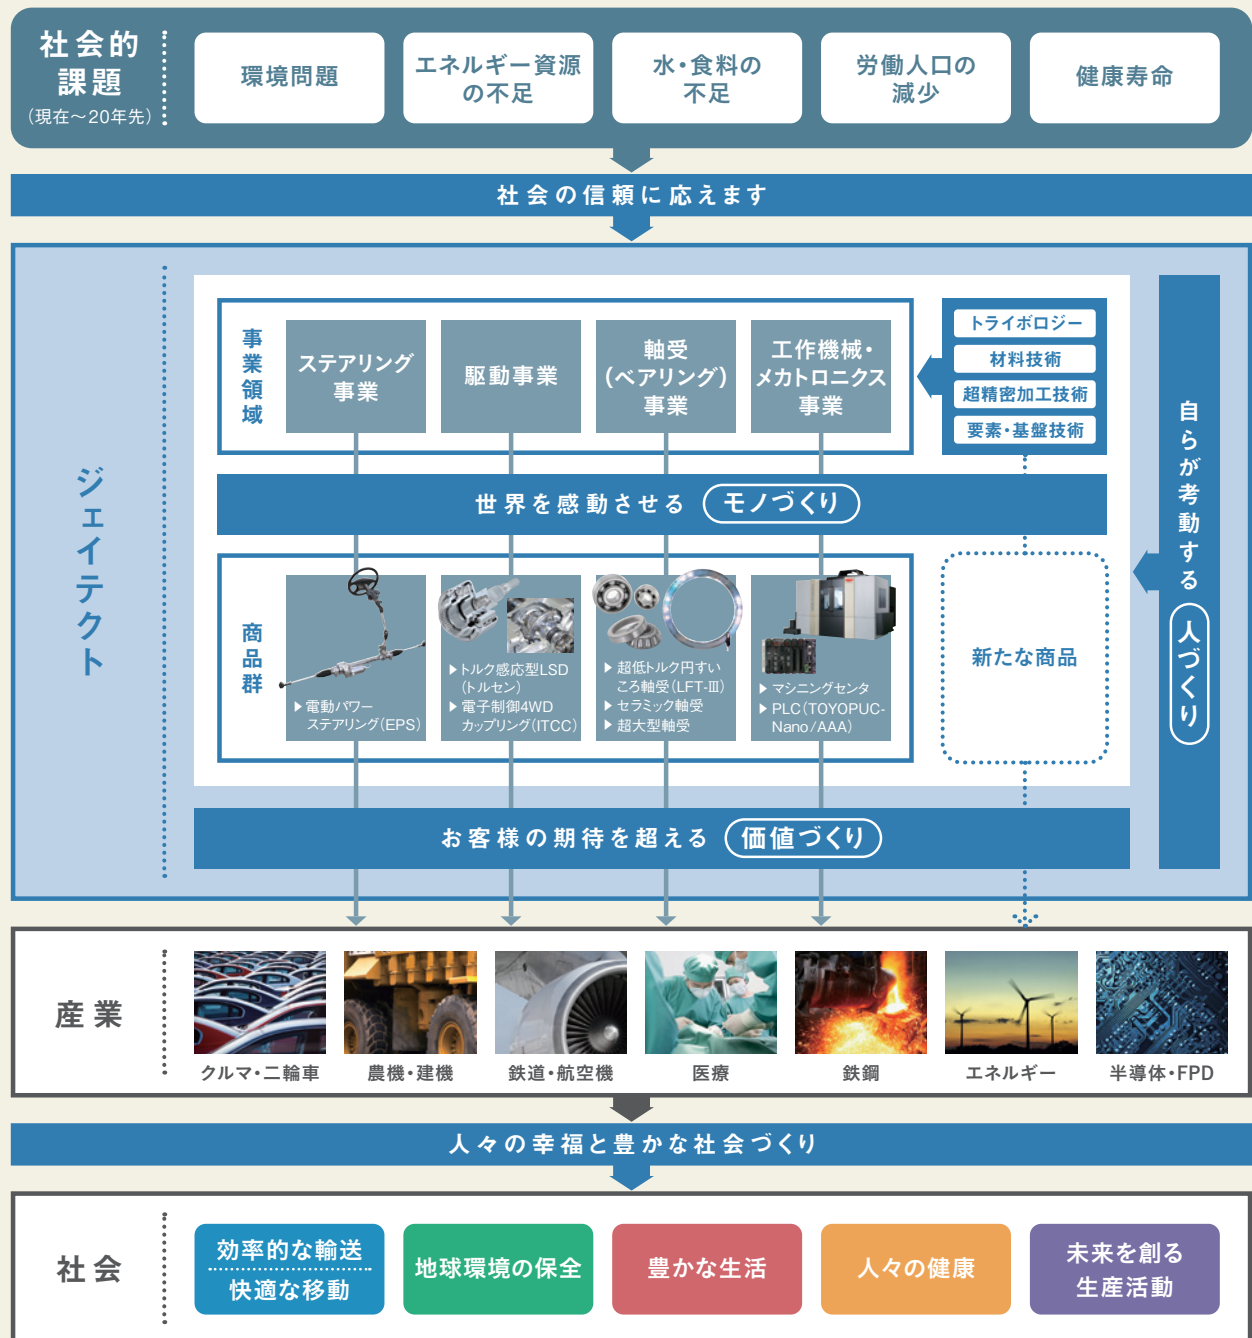 社会的
課題
(現在～20年先)
環境問題
エネルギー資源
の不足
水・食料の
不足
労働人口の
減少
健康寿命
社会の信頼に応えます
ジェイテクト
事業領域
ステアリング
事業
駆動事業
軸受
(ベアリング)
事業
工作機械・
メカトロニクス
事業
トライボロジー
材料技術
超精密加工技術
要素・基盤技術
自らが考動する 人づくり
世界を感動させる モノづくり
商品群
▶電動パワー
ステアリング(EPS)
▶トルク感応型LSD
(トルセン)
▶電子制御4WD
カップリング(ITCC)
▶超低トルク円すい
ころ軸受(LFT-Ⅲ)
▶セラミック軸受
▶超大型軸受
▶マシニングセンタ
▶PLC(TOYOPUC-
Nano/AAA)
新たな商品
お客様の期待を超える 価値づくり
産業
クルマ・二輪車
農機・建機
鉄道・航空機
医療
鉄鋼
エネルギー
半導体・FPD
人々の幸福と豊かな社会づくり
社会
効率的な輸送
快適な移動
地球環境の保全
豊かな生活
人々の健康
未来を創る
生産活動